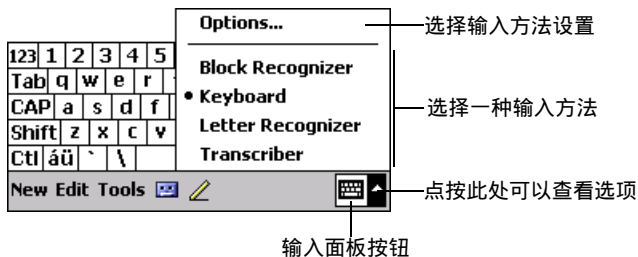 Options...
选择输入方法设置
123 1 2 3 4 5
Tab q w e r
CAP a s d f
Shift z x c v
Ctl áü ` \
Block Recognizer
Keyboard
Letter Recognizer
Transcriber
选择一种输入方法
New Edit Tools
点按此处可以查看选项
输入面板按钮